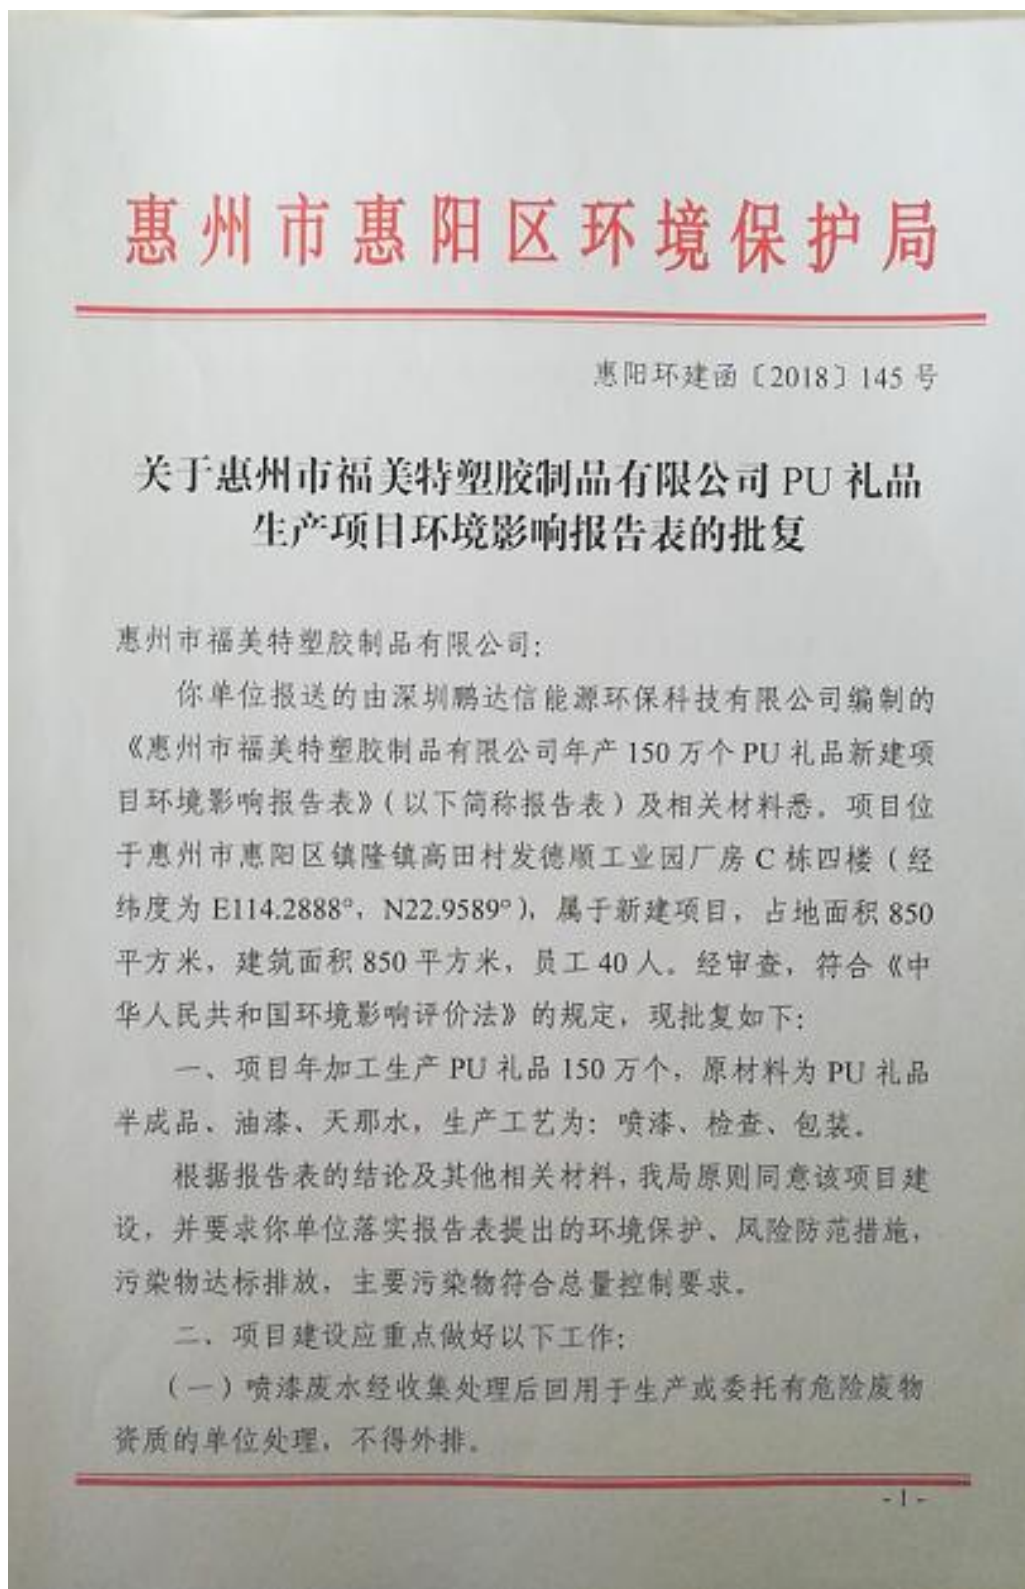 惠州市惠阳区环境保护局
惠阳环建函〔2018〕145号
关于惠州市福美特塑胶制品有限公司PU礼品
生产项目环境影响报告表的批复
惠州市福美特塑胶制品有限公司：
你单位报送的由深圳鹏达信能源环保科技有限公司编制的
《惠州市福美特塑胶制品有限公司年产150万个PU礼品新建项
目环境影响报告表》（以下简称报告表）及相关材料悉。项目位
于惠州市惠阳区镇隆镇高田村发德顺工业园厂房C栋四楼（经
纬度为E114.2888°，N22.9589°），属于新建项目，占地面积850
平方米，建筑面积850平方米，员工40人。经审查，符合《中
华人民共和国环境影响评价法》的规定，现批复如下：
一、项目年加工生产PU礼品150万个，原材料为PU礼品
半成品、油漆、天那水，生产工艺为：喷漆、检查、包装。
根据报告表的结论及其他相关材料，我局原则同意该项目建
设，并要求你单位落实报告表提出的环境保护、风险防范措施，
污染物达标排放，主要污染物符合总量控制要求。
二、项目建设应重点做好以下工作：
（一）喷漆废水经收集处理后回用于生产或委托有危险废物
资质的单位处理，不得外排。
- 1 -